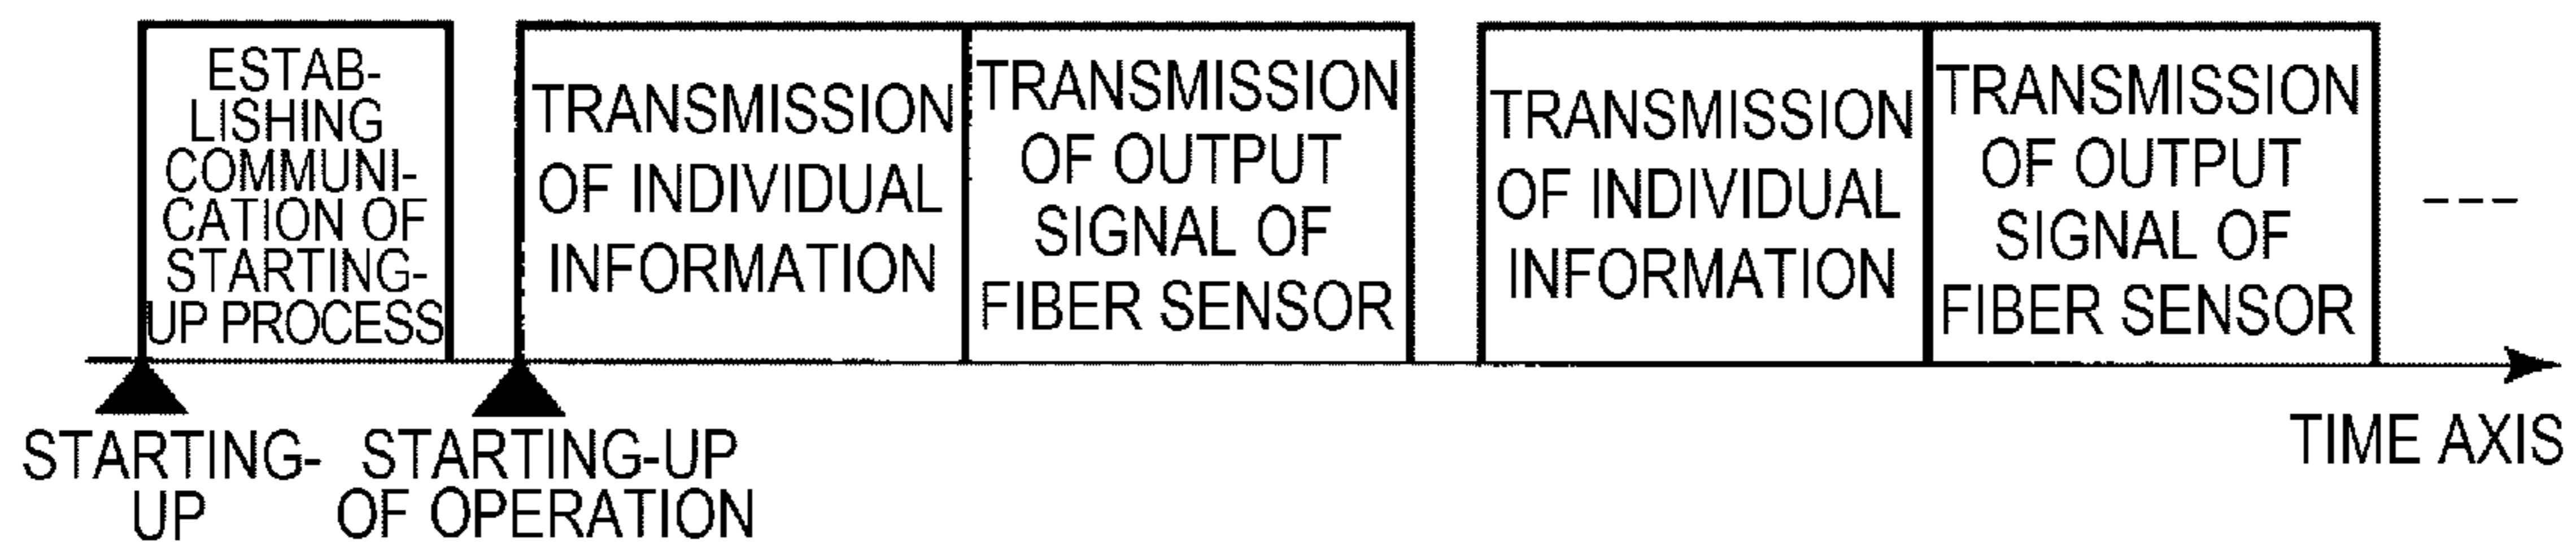 ESTAB-
LISHING
COMMUNI-
CATION OF
STARTING-
UP PROCESS
TRANSMISSION
OF INDIVIDUAL
INFORMATION
TRANSMISSION
OF OUTPUT
SIGNAL OF
FIBER SENSOR
TRANSMISSION
OF INDIVIDUAL
INFORMATION
TRANSMISSION
OF OUTPUT
SIGNAL OF
FIBER SENSOR
STARTING-
UP
STARTING-UP
OF OPERATION
TIME AXIS